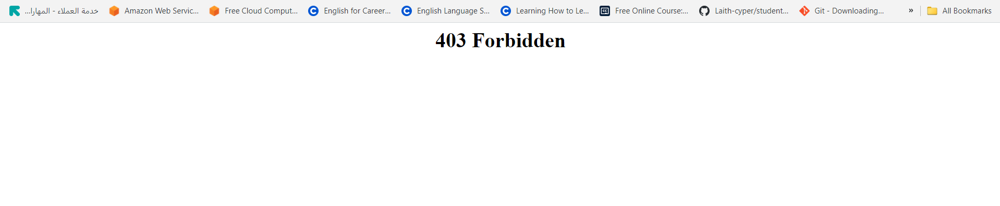 خدمة العملاء - المهارا...
Amazon Web Servic...
Free Cloud Comput...
English for Career...
English Language S...
Learning How to Le...
Free Online Course:...
Laith-cyper/student...
Git - Downloading...
»
All Bookmarks
403 Forbidden